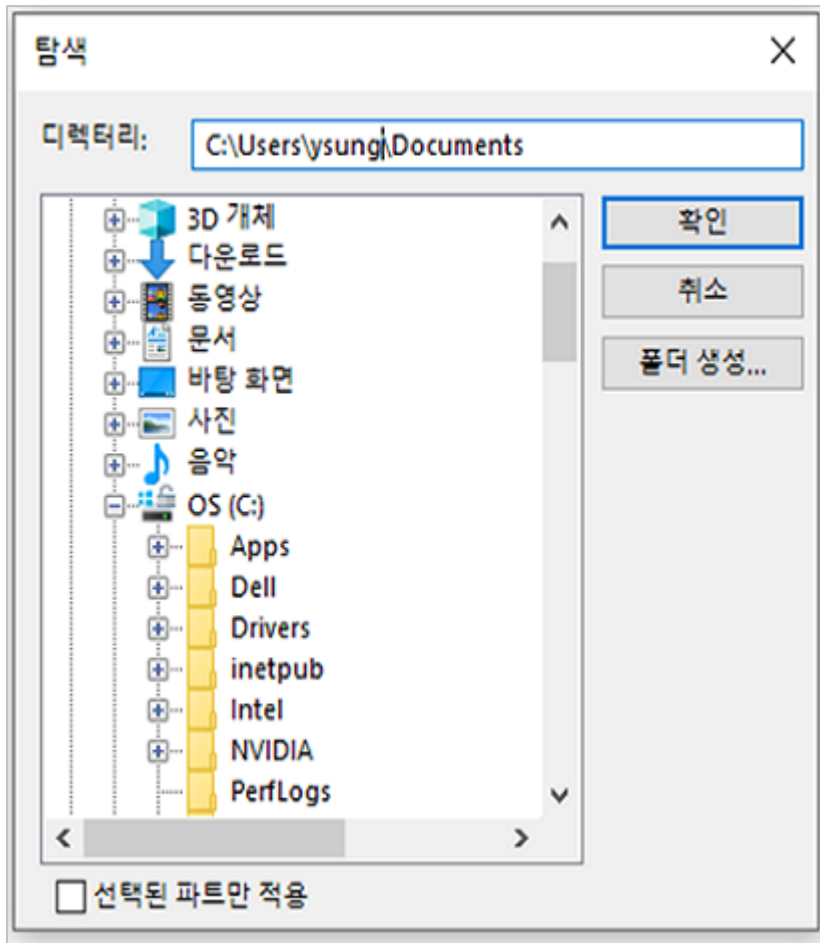 탐색
디렉터리:
C:\Users\ysung\Documents
3D 개체
다운로드
동영상
문서
바탕 화면
사진
음악
OS (C:)
Apps
Dell
Drivers
inetpub
Intel
NVIDIA
PerfLogs
확인
취소
폴더 생성...
선택된 파트만 적용